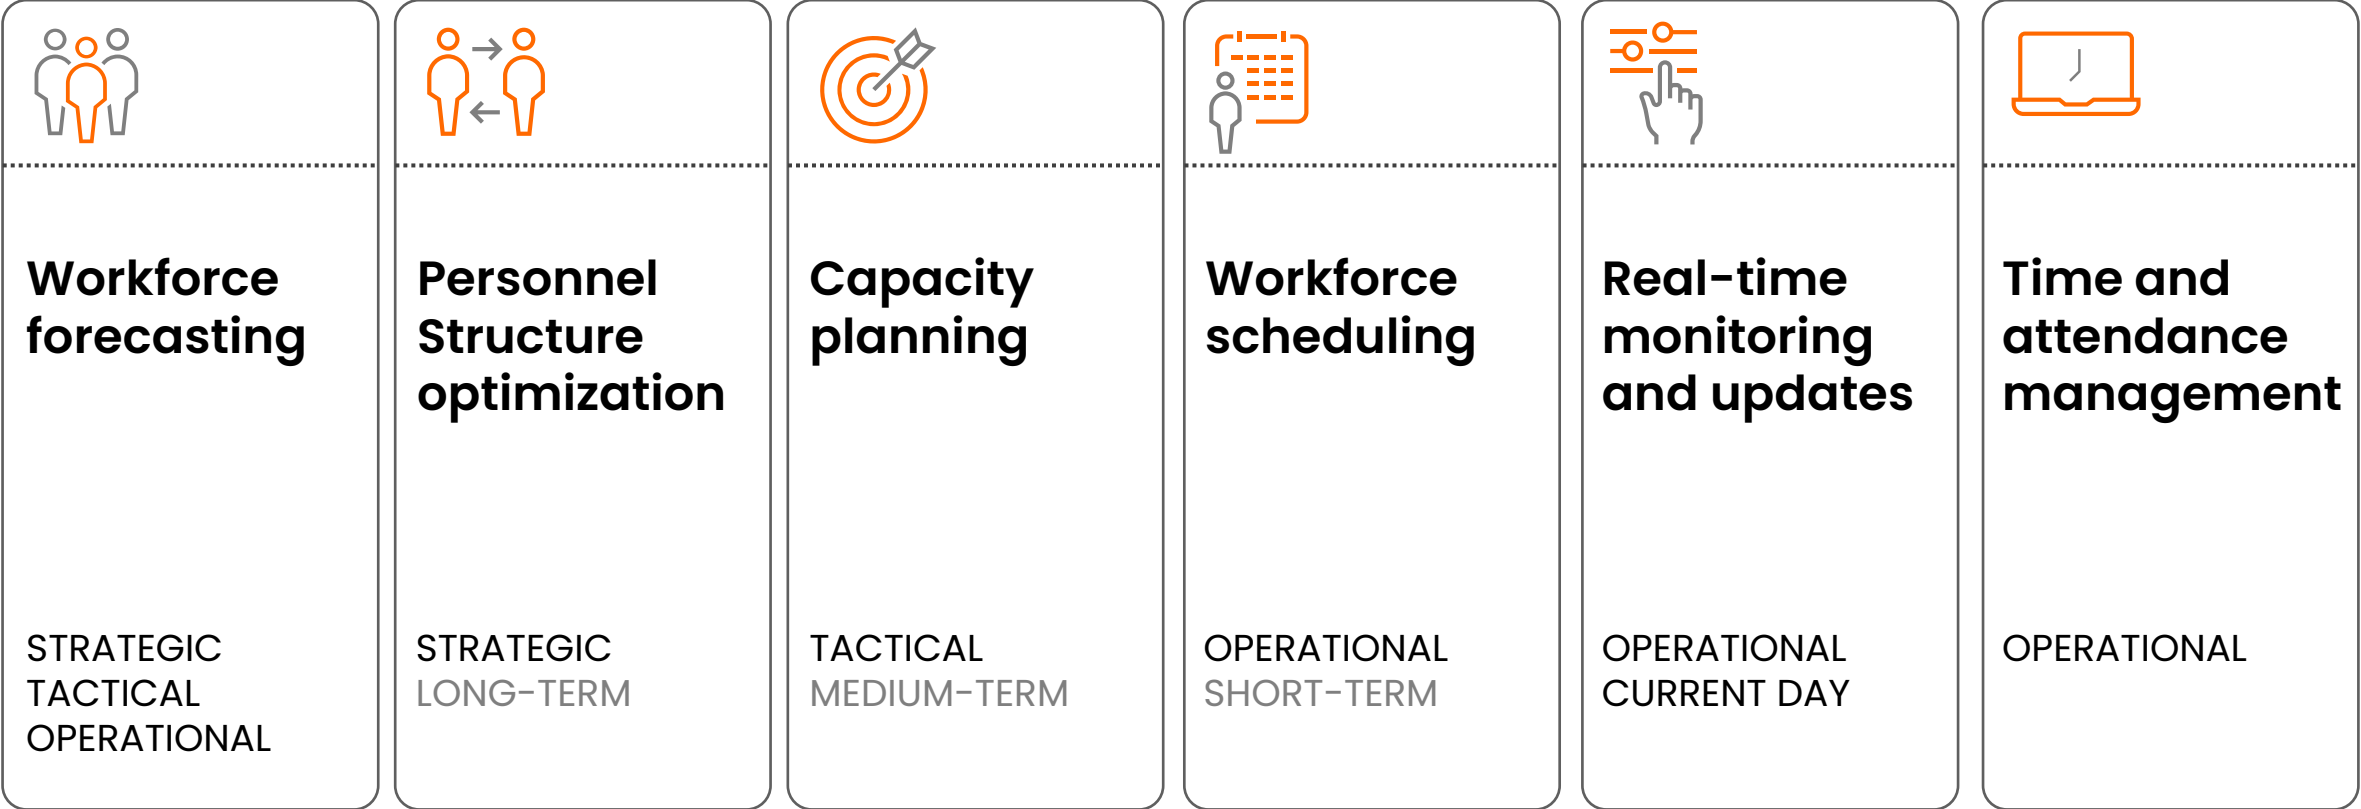 Workforce
forecasting
STRATEGIC
TACTICAL
OPERATIONAL
Personnel
Structure
optimization
STRATEGIC
LONG-TERM
Capacity
planning
TACTICAL
MEDIUM-TERM
Workforce
scheduling
OPERATIONAL
SHORT-TERM
Real-time
monitoring
and updates
OPERATIONAL
CURRENT DAY
Time and
attendance
management
OPERATIONAL